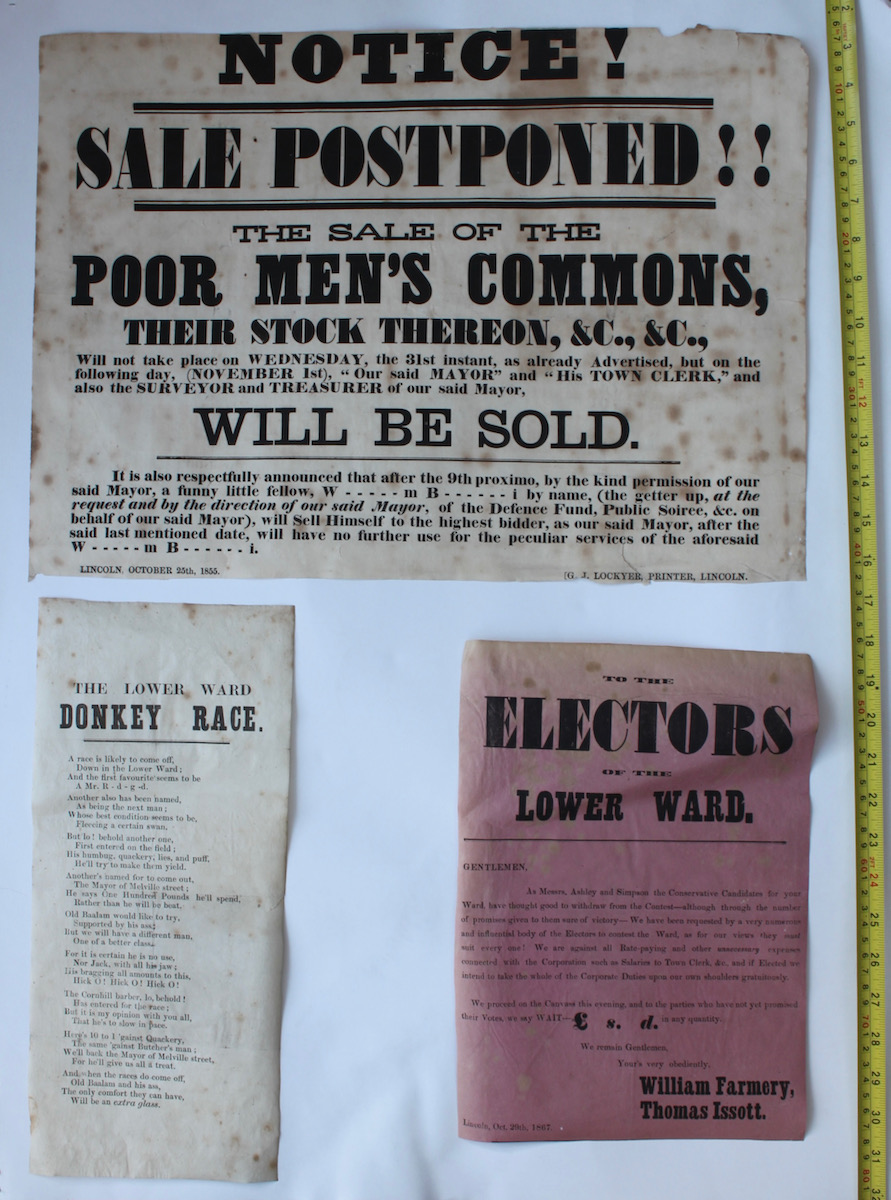 NOTICE!
SALE POSTPONED!!
THE SALE OF THE
POOR MEN'S COMMONS,
THEIR STOCK THEREON, &C., &C.,
Will not take place on WEDNESDAY, the 31st instant, as already Advertised, but on the
following day, (NOVEMBER 1st), "Our said MAYOR" and "His TOWN CLERK," and
also the SURVEYOR and TREASURER of our said Mayor,
WILL BE SOLD.
It is also respectfully announced that after the 9th proximo, by the kind permission of our
said Mayor, a funny little fellow, W - - - - - m B - - - - - - i by name, (the getter up, at the
request and by the direction of our said Mayor, of the Defence Fund, Public Soiree, &c. on
behalf of our said Mayor), will Sell Himself to the highest bidder, as our said Mayor, after the
said last mentioned date, will have no further use for the peculiar services of the aforesaid
W - - - - - m B - - - - - - i.
LINCOLN, OCTOBER 25th, 1855.
[G. J. LOCKYER, PRINTER, LINCOLN.
THE LOWER WARD
DONKEY RACE.
A race is likely to come off,
Down in the Lower Ward;
And the first favourite seems to be
A Mr. R - d - g -d.
Another also has been named,
As being the next man;
Whose best condition seems to be,
Fleecing a certain swan.
But lo! behold another one,
First entered on the field;
His humbug, quackery, lies, and puff,
He'll try to make them yield.
Another's named for to come out,
The Mayor of Melville street;
He says One Hundred Pounds he'll spend,
Rather than he will be beat.
Old Baalam would like to try,
Supported by his ass;
But we will have a different man,
One of a better class.
For it is certain he is no use,
Nor Jack, with all his jaw;
His bragging all amounts to this,
Hick O! Hick O! Hick O!
The Cornhill barber, lo, behold!
Has entered for the race;
But it is my opinion with you all,
That he's to slow in pace.
Here's 10 to 1 'gainst Quackery,
The same 'gainst Butcher's man;
We'll back the Mayor of Melville street,
For he'll give us all a treat.
And when the races do come off,
Old Baalam and his ass,
The only comfort they can have,
Will be an extra glass.
TO THE
ELECTORS
OF THE
LOWER WARD.
GENTLEMEN,
As Messrs, Ashley and Simpson the Conservative Candidates for your
Ward, have thought good to withdraw from the Contest—although through the number
of promises given to them sure of victory— We have been requested by a very numerous
and influential body of the Electors to contest the Ward, as for our views they must
suit every one! We are against all Rate-paying and other unnecessary expenses
connected with the Corporation such as Salaries to Town Clerk, &c, and if Elected we
intend to take the whole of the Corporate Duties upon our own shoulders gratuitously.
We proceed on the Canvass this evening, and to the parties who have not yet promised
their Votes, we say WAIT—£ s. d. in any quantity.
We remain Gentlemen,
Your's very obediently,
William Farmery,
Thomas Issott.
Lincoln, Oct. 29th, 1867.